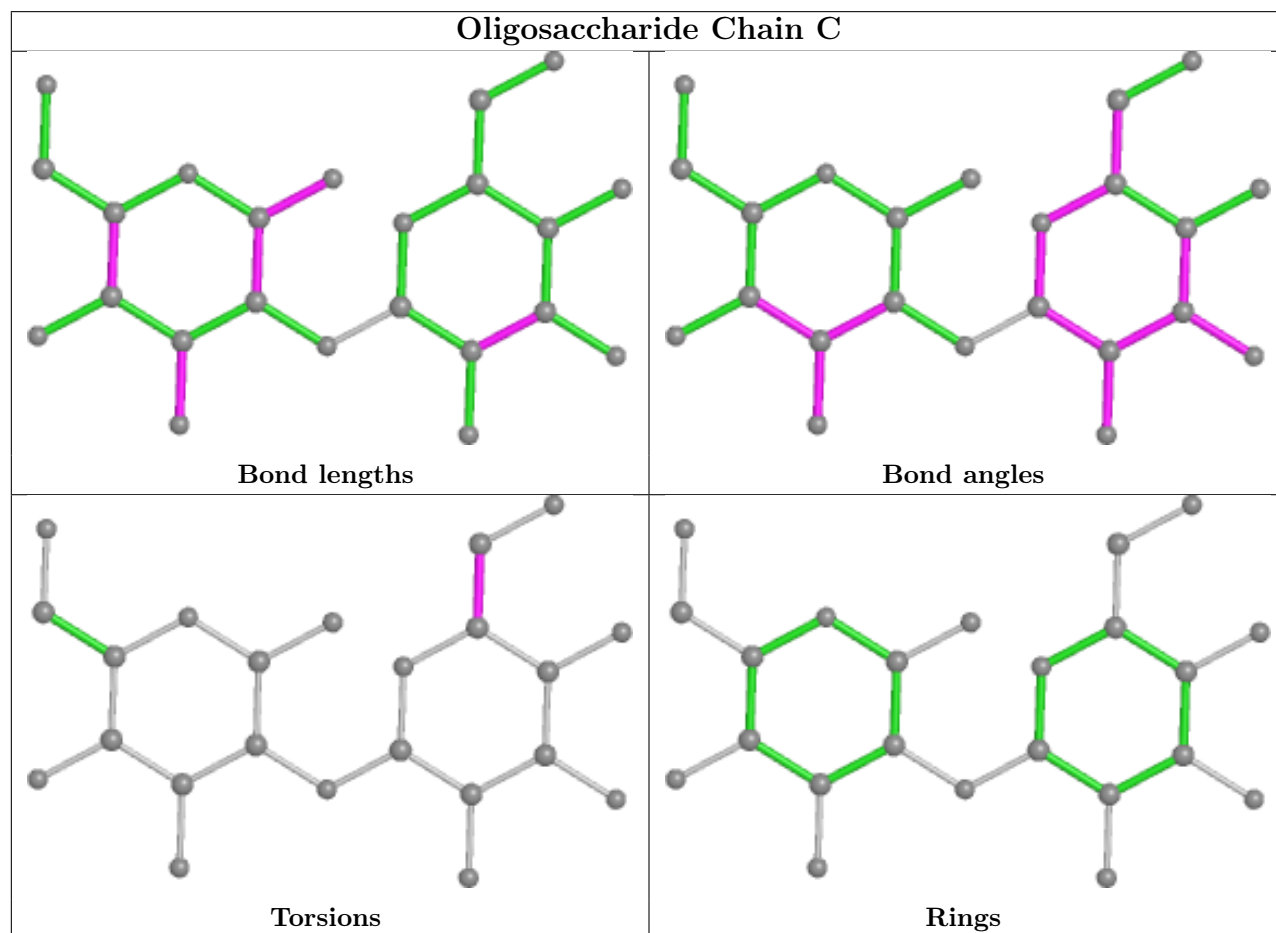 Oligosaccharide Chain C
Bond lengths
Bond angles
Torsions
Rings